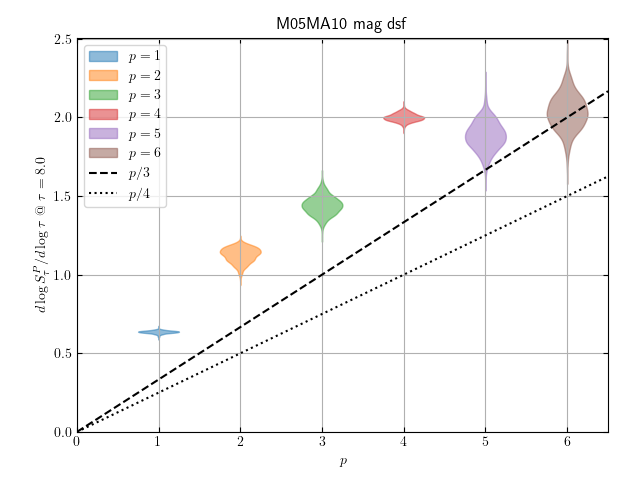 M05MA10 mag dsf
p = 1
p = 2
p = 3
p = 4
p = 5
p = 6
p/3
p/4
d log S_τ^P / d log τ @ τ = 8.0
2.5
2.0
1.5
1.0
0.5
0.0
0 1 2 3 4 5 6
p